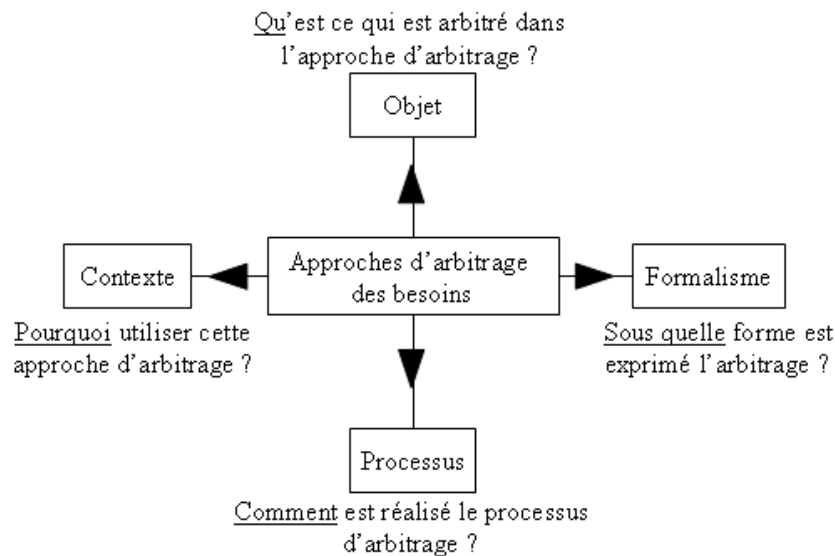 Qu'est ce qui est arbitré dans
l'approche d'arbitrage ?
Objet
Contexte
Approches d'arbitrage
des besoins
Formalisme
Pourquoi utiliser cette
approche d'arbitrage ?
Sous quelle forme est
exprimé l'arbitrage ?
Processus
Comment est réalisé le processus
d'arbitrage ?